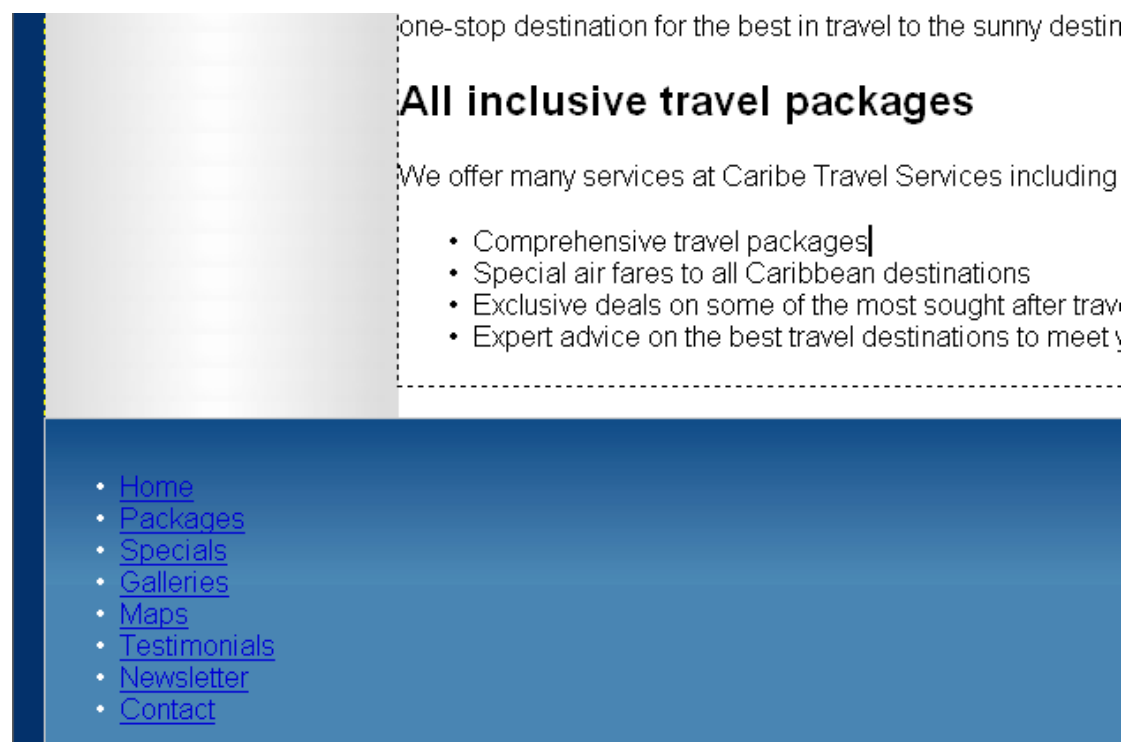 one-stop destination for the best in travel to the sunny
All inclusive travel packages
We offer many services at Caribe Travel Services including
• Comprehensive travel packages
• Special air fares to all Caribbean destinations
• Exclusive deals on some of the most sought after
• Expert advice on the best travel destinations to meet
• Home
• Packages
• Specials
• Galleries
• Maps
• Testimonials
• Newsletter
• Contact